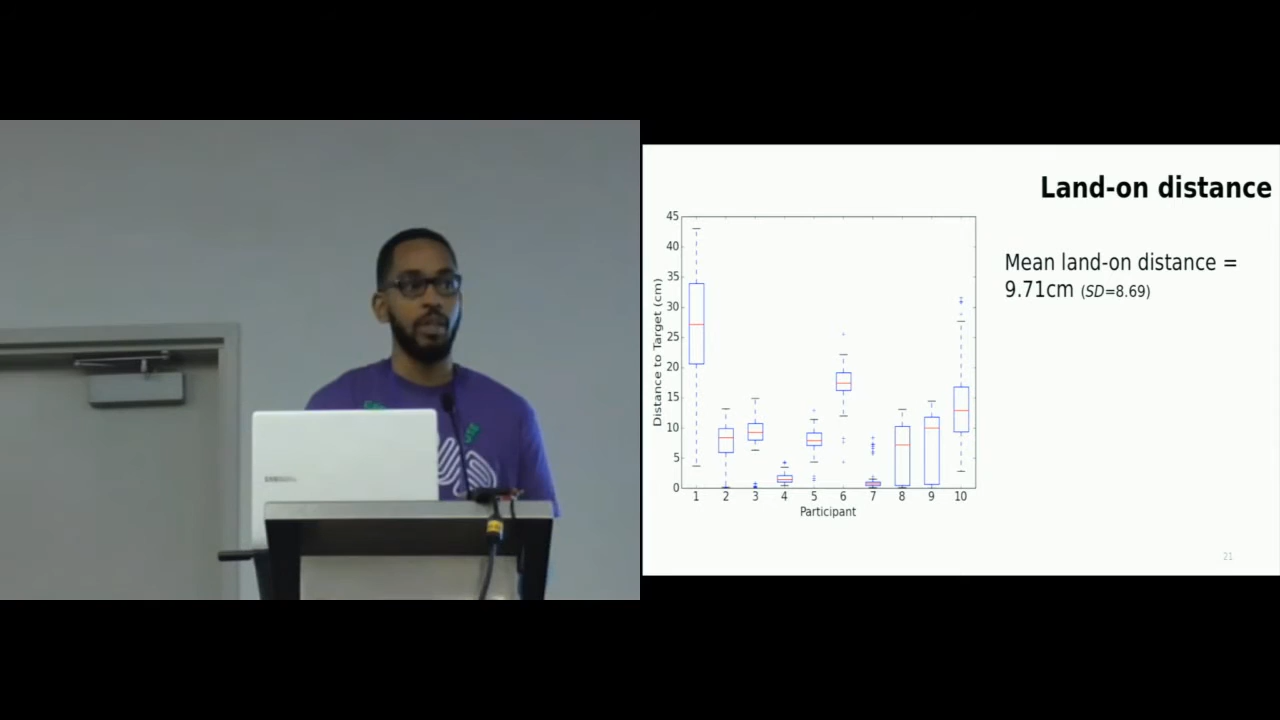 SAMSUNG
Land-on distance
Mean land-on distance =
9.71cm (SD=8.69)
Distance to Target (cm)
45
40
35
30
25
20
15
10
5
0
1 2 3 4 5 6 7 8 9 10
Participant
21